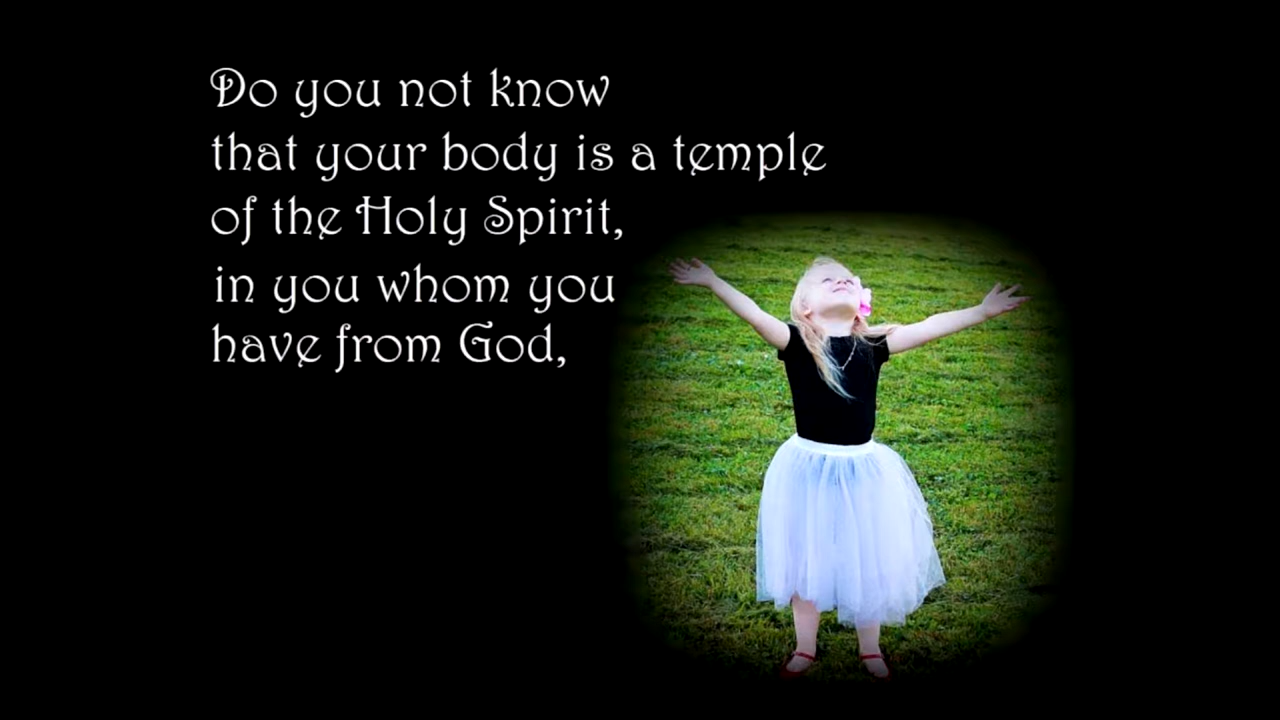 Do you not know
that your body is a temple
of the Holy Spirit,
in you whom you
have from God,